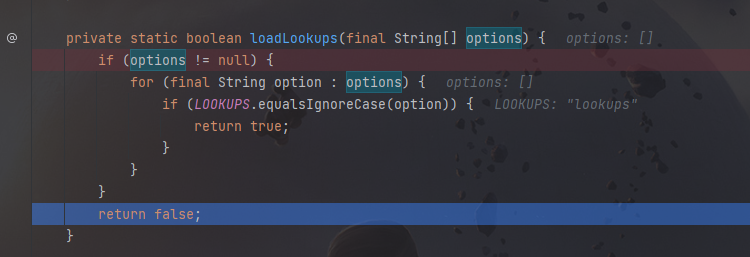 @ private static boolean loadLookups(final String[] options) {   options: []
if (options != null) {
for (final String option : options) {   options: []
if (LOOKUPS.equalsIgnoreCase(option)) {   LOOKUPS: "lookups"
return true;
}
}
}
return false;
}